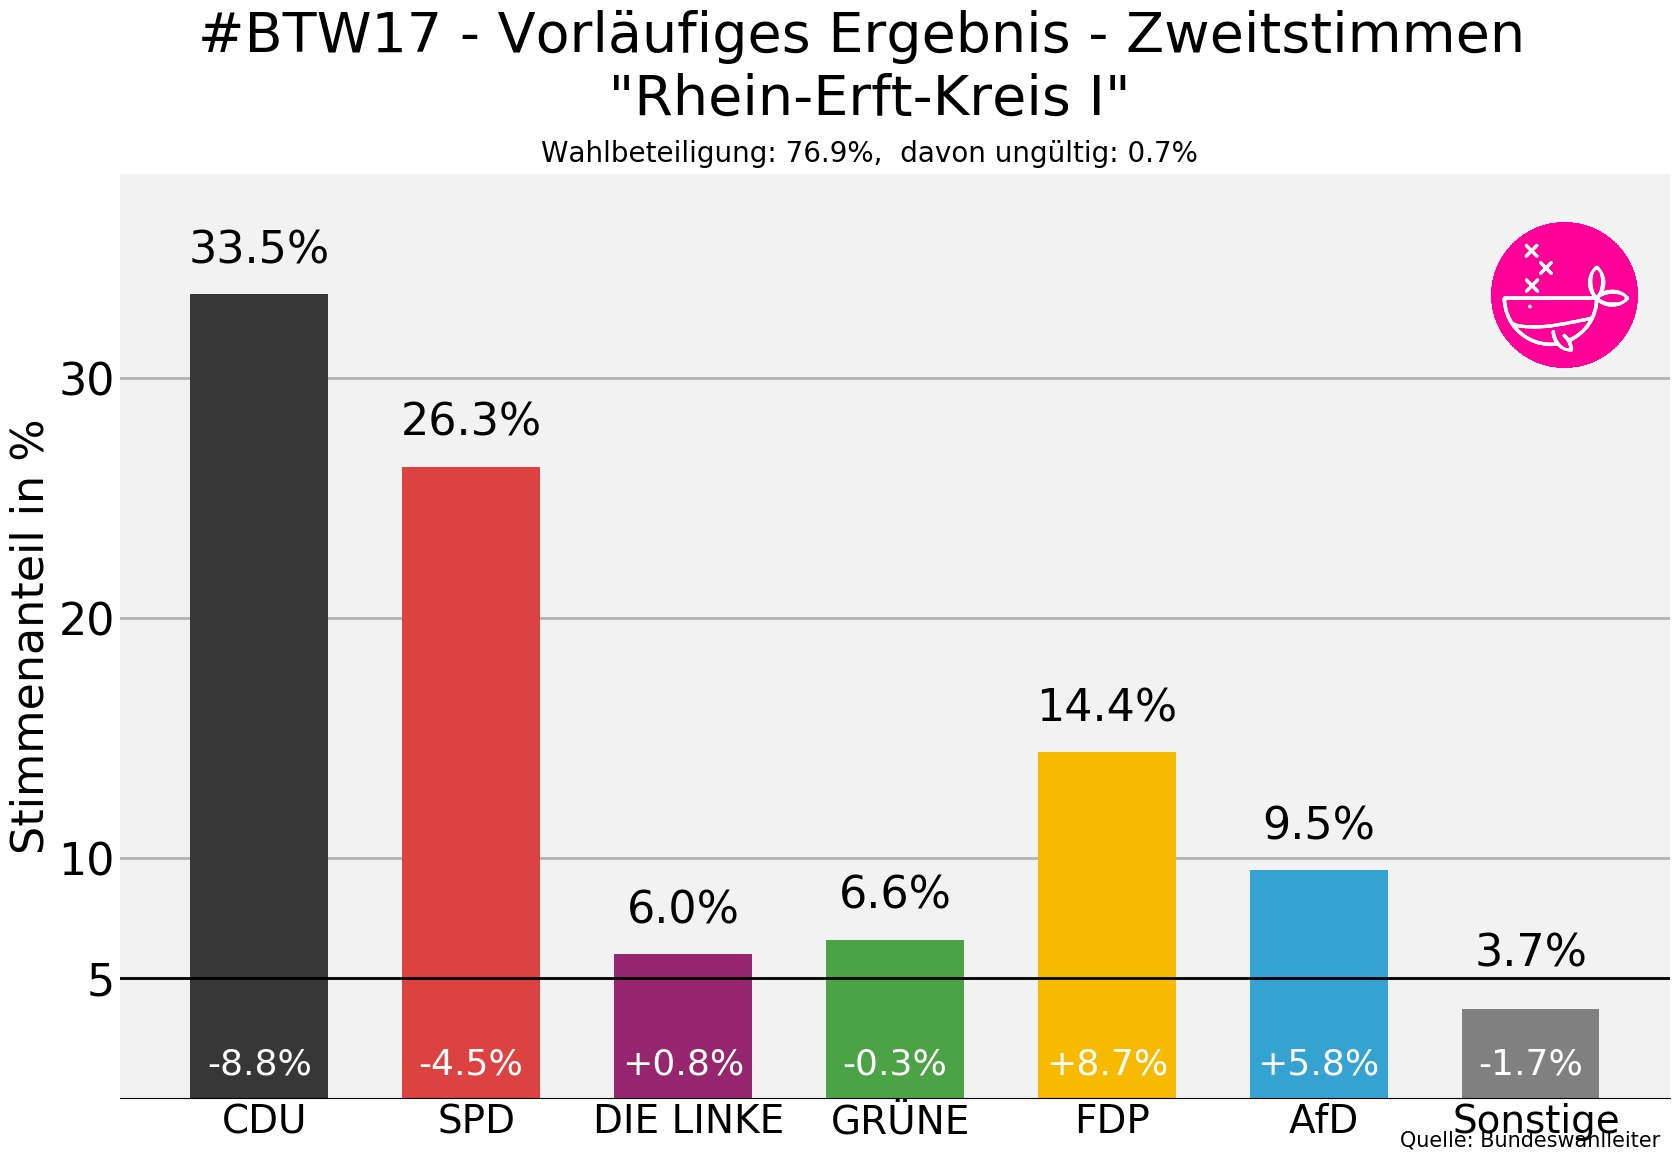 #BTW17 - Vorläufiges Ergebnis - Zweitstimmen
"Rhein-Erft-Kreis I"
Wahlbeteiligung: 76.9%,  davon ungültig: 0.7%
Stimmenanteil in %
30
20
10
5
33.5%
26.3%
6.0%
6.6%
14.4%
9.5%
3.7%
-8.8%
-4.5%
+0.8%
-0.3%
+8.7%
+5.8%
-1.7%
CDU
SPD
DIE LINKE
GRÜNE
FDP
AfD
Sonstige
Quelle: Bundeswahlleiter